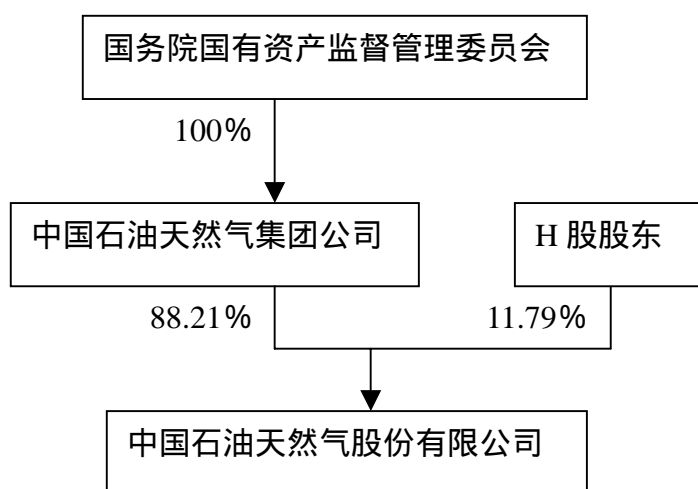 国务院国有资产监督管理委员会
100%
中国石油天然气集团公司
H 股股东
88.21%
11.79%
中国石油天然气股份有限公司